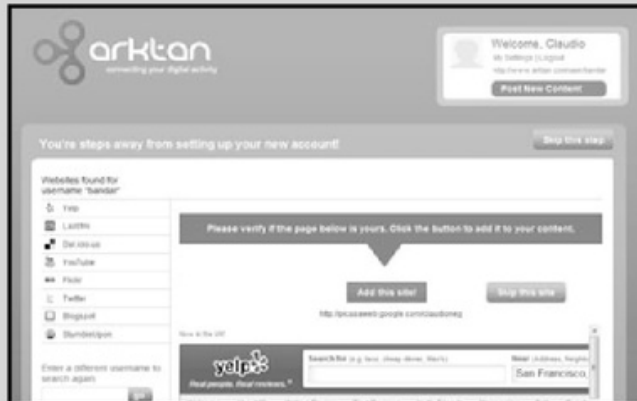 arktan
connecting your digital activity
Welcome, Claudio
My Settings | Logout
Post New Content
You're steps away from setting up your new account!
Skip this step
Websites found for
username "bandar"
Yelp
LastFM
Del.icio.us
YouTube
Flickr
Twitter
Blogspot
StumbleUpon
Enter a different username to
search again:
go
Please verify if the page below is yours. Click the button to add it to your content.
Add this site!
Skip this site
yelp
Real people. Real reviews.
Search for
Near
San Francisco,